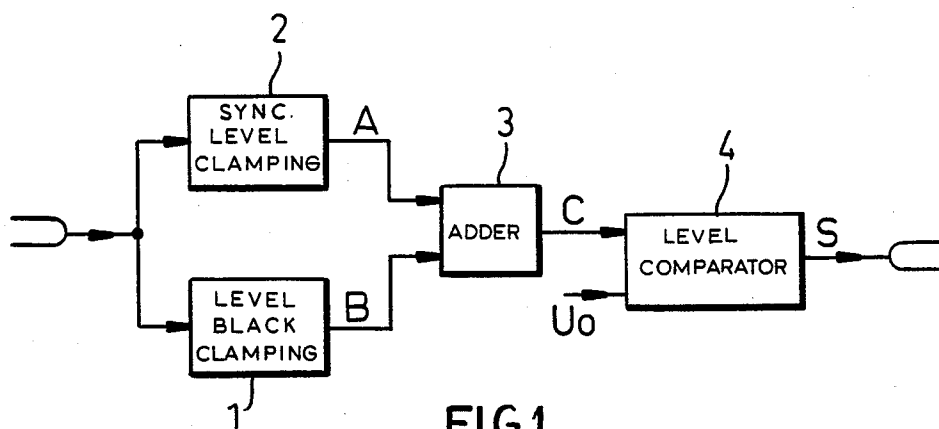 2
SYNC.
LEVEL
CLAMPING
A
3
ADDER
C
4
LEVEL
COMPARATOR
S
Uo
LEVEL
BLACK
CLAMPING
B
1
FIG.1